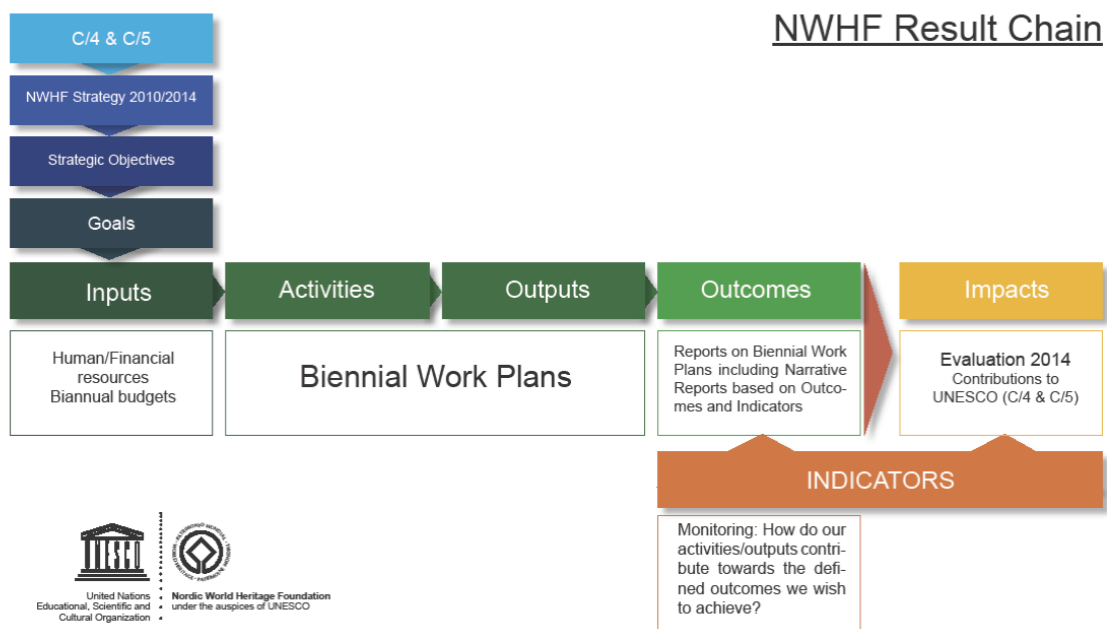 NWHF Result Chain
C/4 & C/5
NWHF Strategy 2010/2014
Strategic Objectives
Goals
Inputs
Activities
Outputs
Outcomes
Impacts
Human/Financial
resources
Biannual budgets
Biennial Work Plans
Reports on Biennial Work
Plans including Narrative
Reports based on Outco-
mes and Indicators
Evaluation 2014
Contributions to
UNESCO (C/4 & C/5)
INDICATORS
Monitoring: How do our
activities/outputs contri-
bute towards the defi-
ned outcomes we wish
to achieve?
UNESCO
United Nations
Educational, Scientific and
Cultural Organization
Nordic World Heritage Foundation
under the auspices of UNESCO